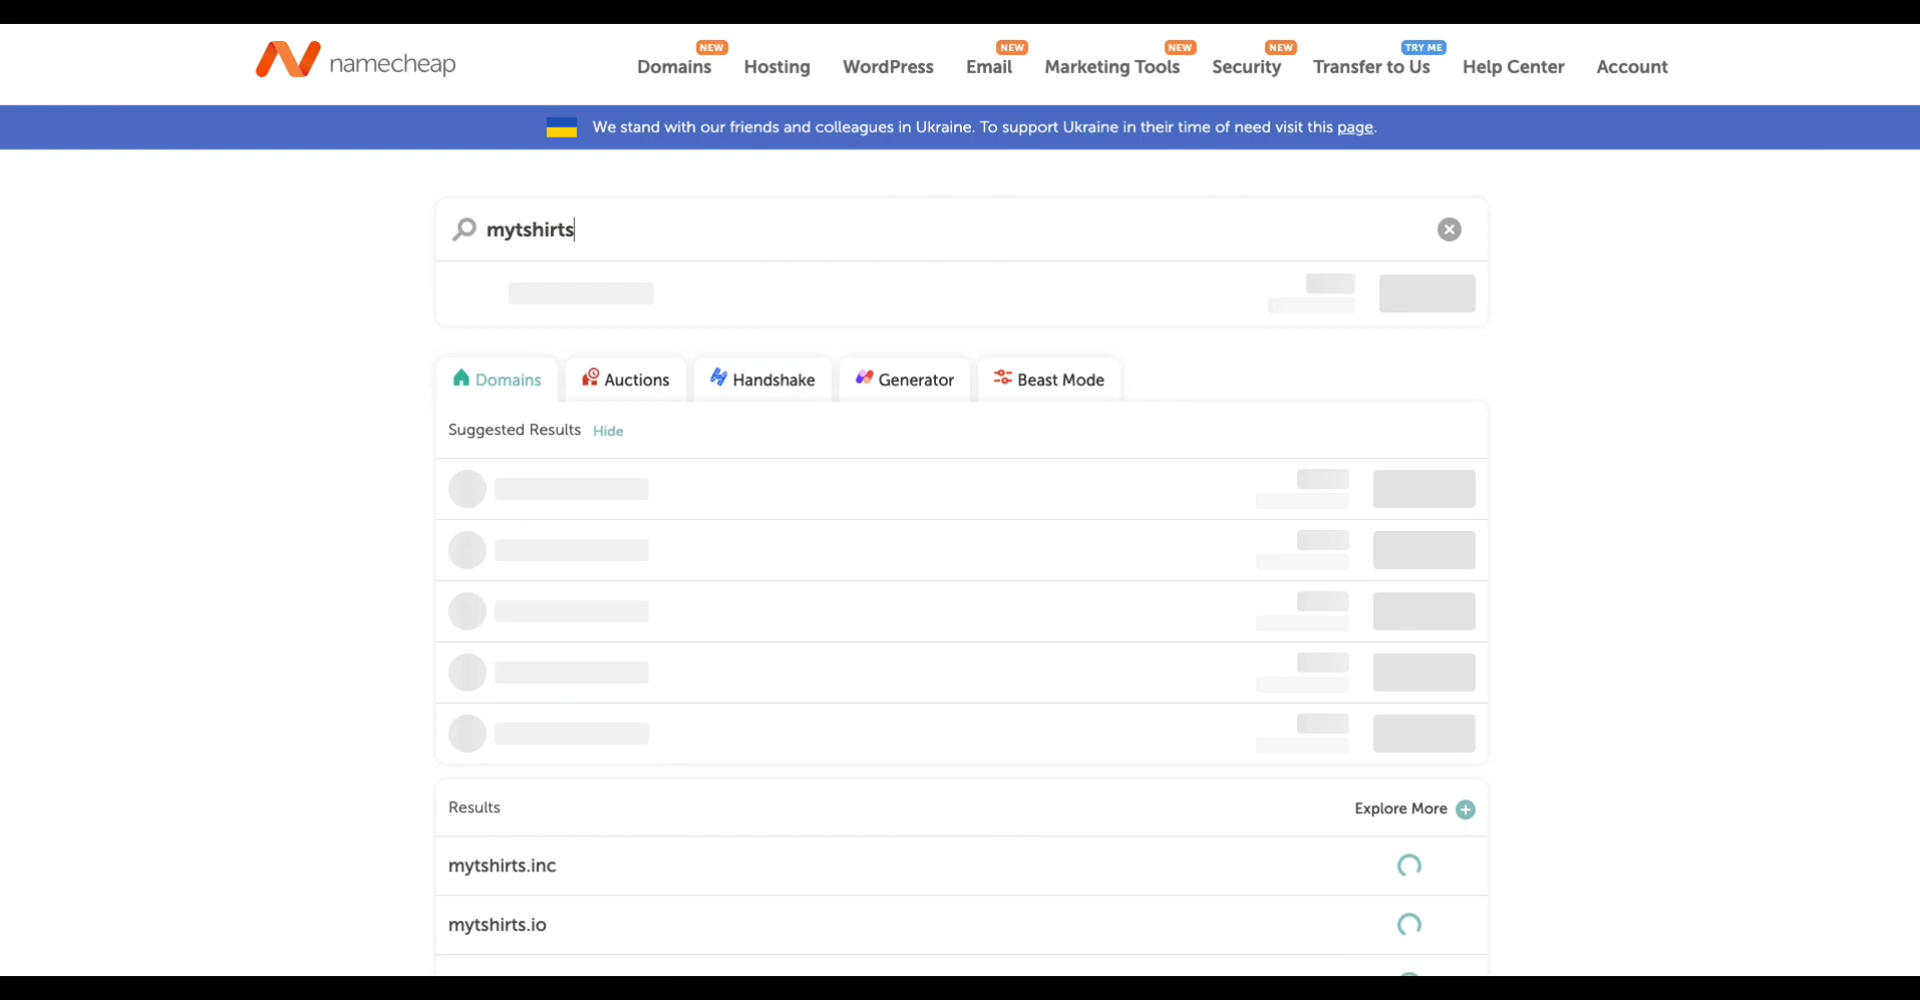 namecheap
NEW NEW NEW NEW TRY ME
Domains Hosting WordPress Email Marketing Tools Security Transfer to Us Help Center Account
We stand with our friends and colleagues in Ukraine. To support Ukraine in their time of need visit this page.
mytshirts
Domains Auctions Handshake Generator Beast Mode
Suggested Results Hide
Results Explore More
mytshirts.inc
mytshirts.io